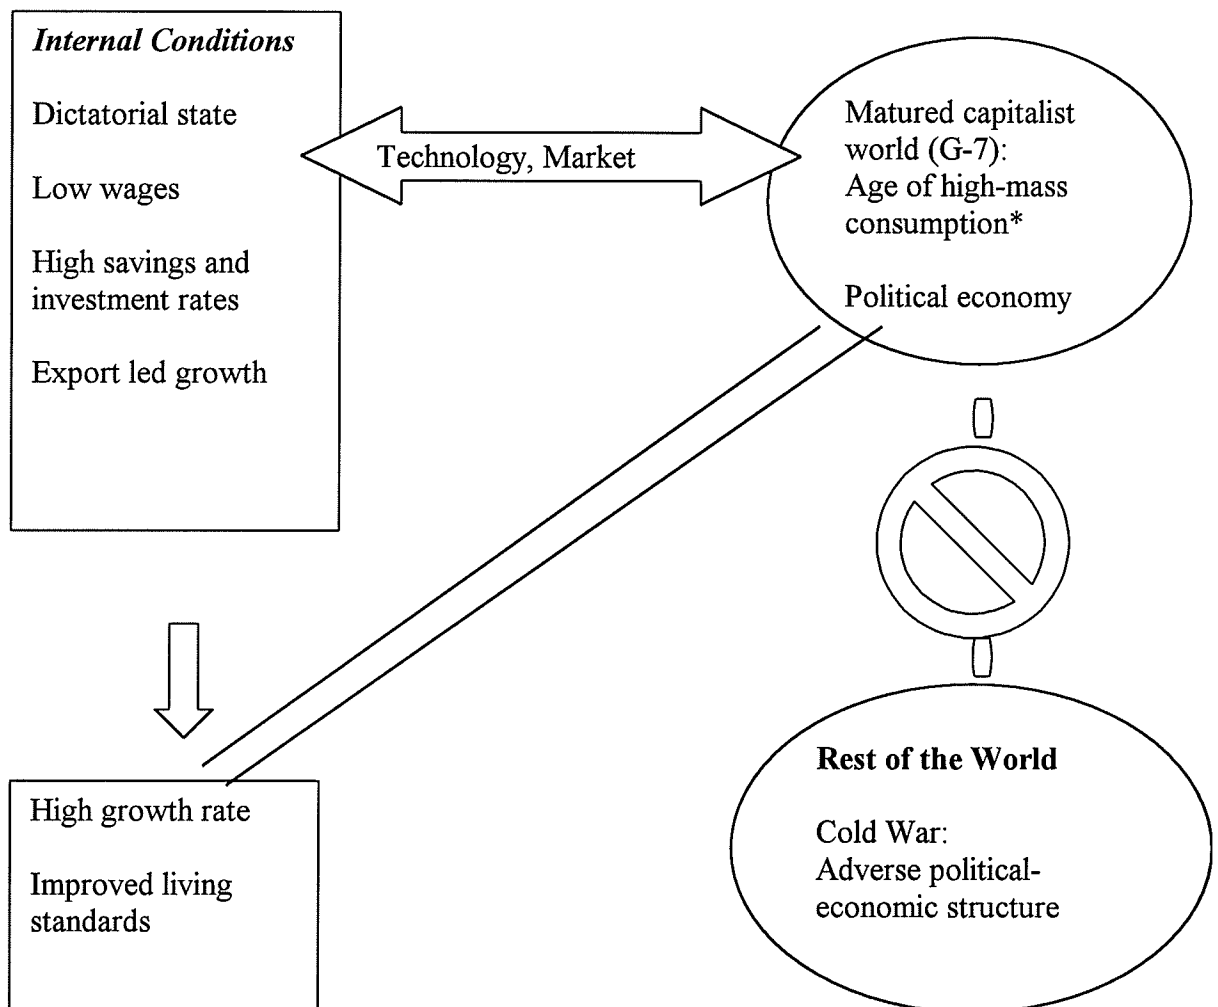 Internal Conditions
Dictatorial state
Low wages
High savings and
investment rates
Export led growth
Technology, Market
Matured capitalist
world (G-7):
Age of high-mass
consumption*
Political economy
High growth rate
Improved living
standards
Rest of the World
Cold War:
Adverse political-
economic structure